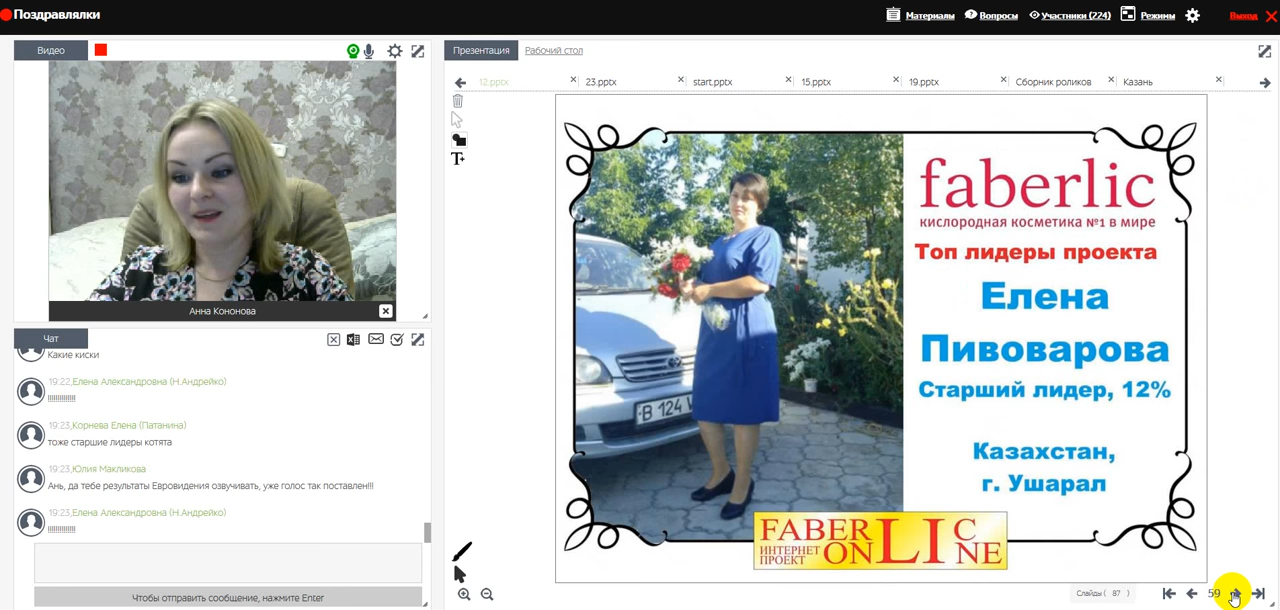 Поздравлялки
Материалы
Вопросы
Участники (224)
Режимы
Выход
Видео
Анна Кононова
Чат
Какие киски
19:22,Елена Александровна (Н.Андрейко)
!!!!!!!!!!!!!!!
19:23,Корнева Елена (Патанина)
тоже старшие лидеры котята
19:23,Юлия Макликова
Ань, да тебе результаты Евровидения озвучивать, уже голос так поставлен!!!
19:23,Елена Александровна (Н.Андрейко)
!!!!!!!!!!!!!!!
Чтобы отправить сообщение, нажмите Enter
Презентация
Рабочий стол
12.pptx
23.pptx
start.pptx
15.pptx
19.pptx
Сборник роликов
Казань
T+
faberlic
кислородная косметика №1 в мире
Топ лидеры проекта
Елена
Пивоварова
Старший лидер, 12%
Казахстан,
г. Ушарал
В 124
FABERLIC
ИНТЕРНЕТ
ПРОЕКТ
ONLINE
Слайды ( 87 )
59